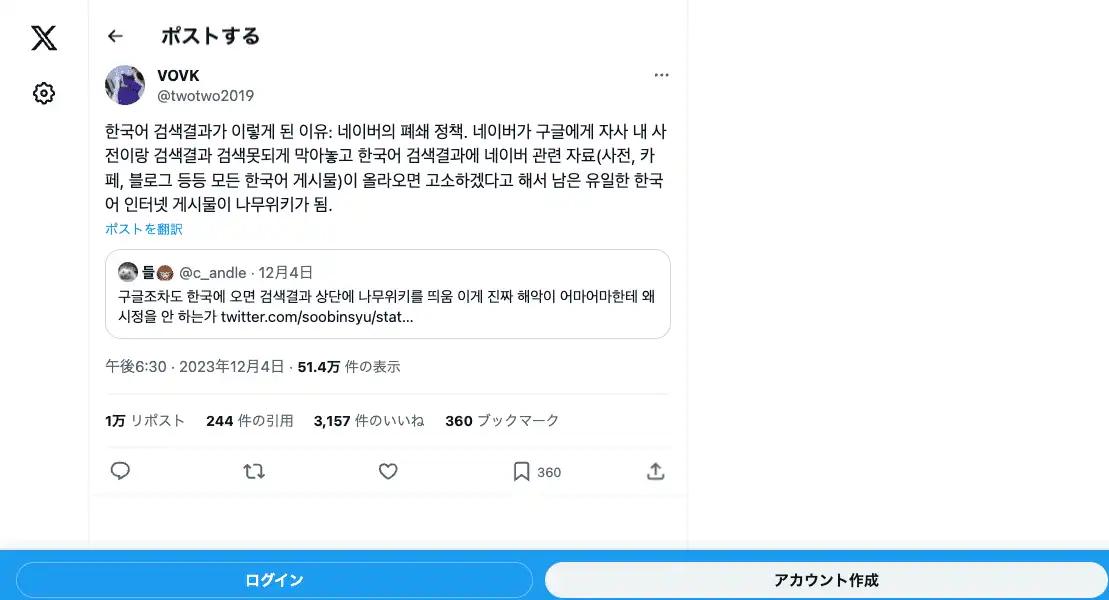 ポストする
VOVK
@twotwo2019
한국어 검색결과가 이렇게 된 이유: 네이버의 폐쇄 정책. 네이버가 구글에게 자사 내 사
전이랑 검색결과 검색못되게 막아놓고 한국어 검색결과에 네이버 관련 자료(사전, 카
페, 블로그 등등 모든 한국어 게시물)이 올라오면 고소하겠다고 해서 남은 유일한 한국
어 인터넷 게시물이 나무위키가 됨.
ポストを翻訳
들 @c_andle · 12月4日
구글조차도 한국에 오면 검색결과 상단에 나무위키를 띄움 이게 진짜 해악이 어마어마한테 왜
시정을 안 하는가 twitter.com/soobinsyu/stat...
午後6:30 · 2023年12月4日 · 51.4万 件の表示
1万 リポスト 244 件の引用 3,157 件のいいね 360 ブックマーク
360
ログイン アカウント作成